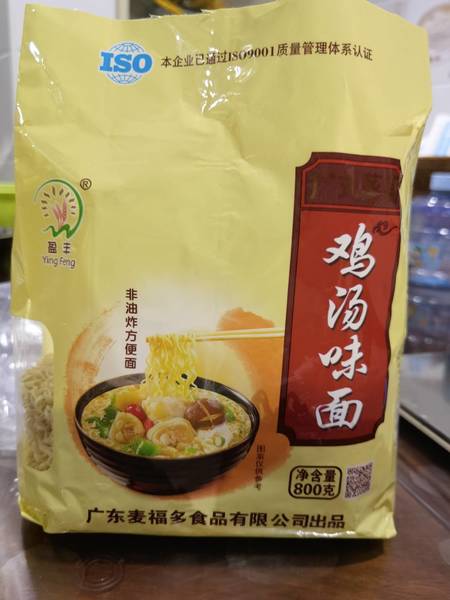 ISO
本企业已通过ISO9001质量管理体系认证
®
盈丰
Ying Feng
鸡汤味面
非油炸方便面
图案仅供参考
净含量
800克
广东麦福多食品有限公司出品